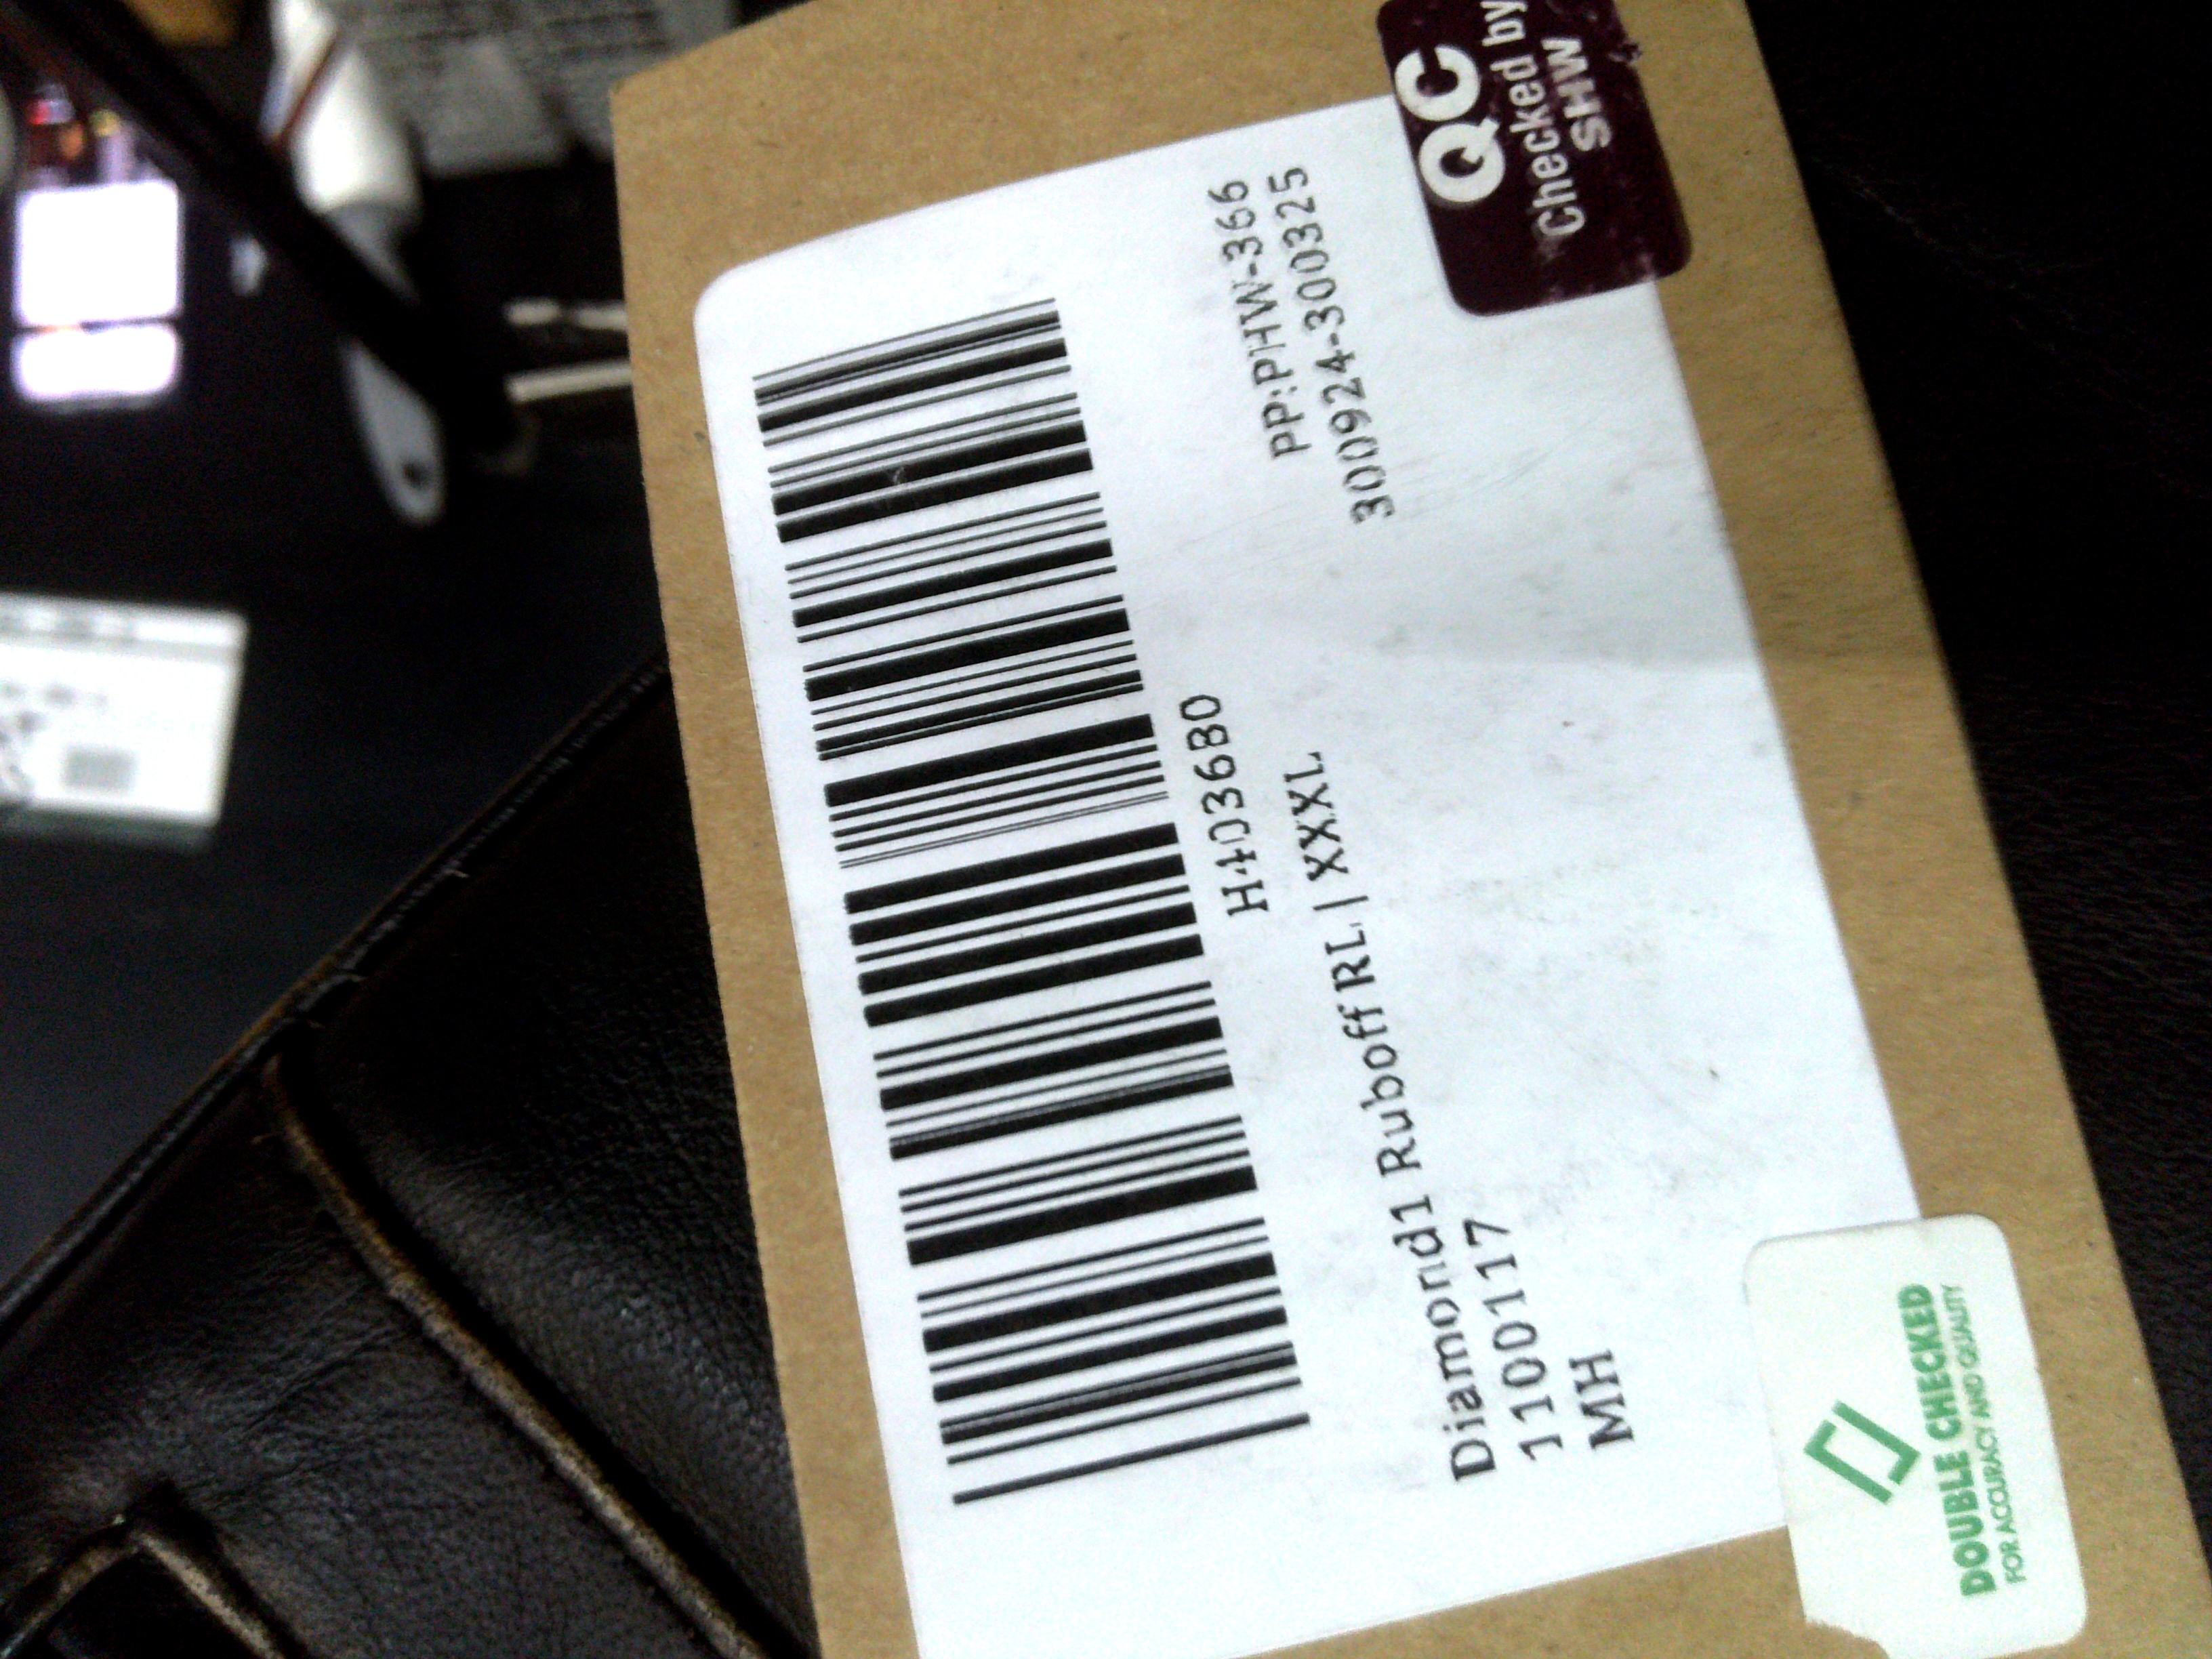 QC
Checked by
SHW
PP:PHW-366
300924-300325
H403680
Diamond1 Ruboff RL | XXXL
1100117
MH
DOUBLE CHECKED
FOR ACCURACY AND QUALITY